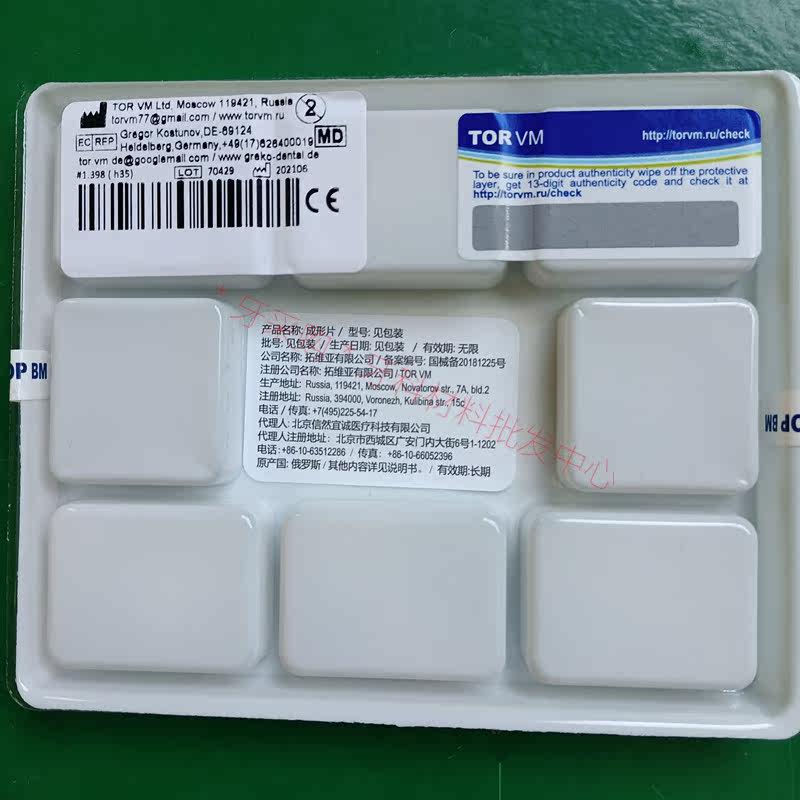 TOR VM Ltd, Moscow 119421, Russia
torvm77@gmail.com / www.torvm.ru
2
EC REP
Gregor Kostunov, DE-69124
Heidelberg, Germany, +49(17)626400019
MD
tor vm de@googlemail com / www greko-dental de
#1.398 ( h35)
LOT 70429
202106
CE
TOR VM
http://torvm.ru/check
To be sure in product authenticity wipe off the protective
layer, get 13-digit authenticity code and check it at
http://torvm.ru/check
产品名称: 成形片 / 型号: 见包装
批号: 见包装 / 生产日期: 见包装 / 有效期: 无限
公司名称: 拓维亚有限公司 / 备案编号: 国械备20181225号
注册公司名称: 拓维亚有限公司 / TOR VM
生产地址: Russia, 119421, Moscow, Novatorov str., 7A, bld.2
注册地址: Russia, 394000, Voronezh, Kulibina str., 15c
电话 / 传真: +7(495)225-54-17
代理人: 北京信然宜诚医疗科技有限公司
代理人注册地址: 北京市西城区广安门内大街6号1-1202
电话: +86-10-63512286 / 传真: +86-10-66052396
原产国: 俄罗斯 / 其他内容详见说明书。 / 有效期: 长期
OP BM
OP BM
材料批发中心